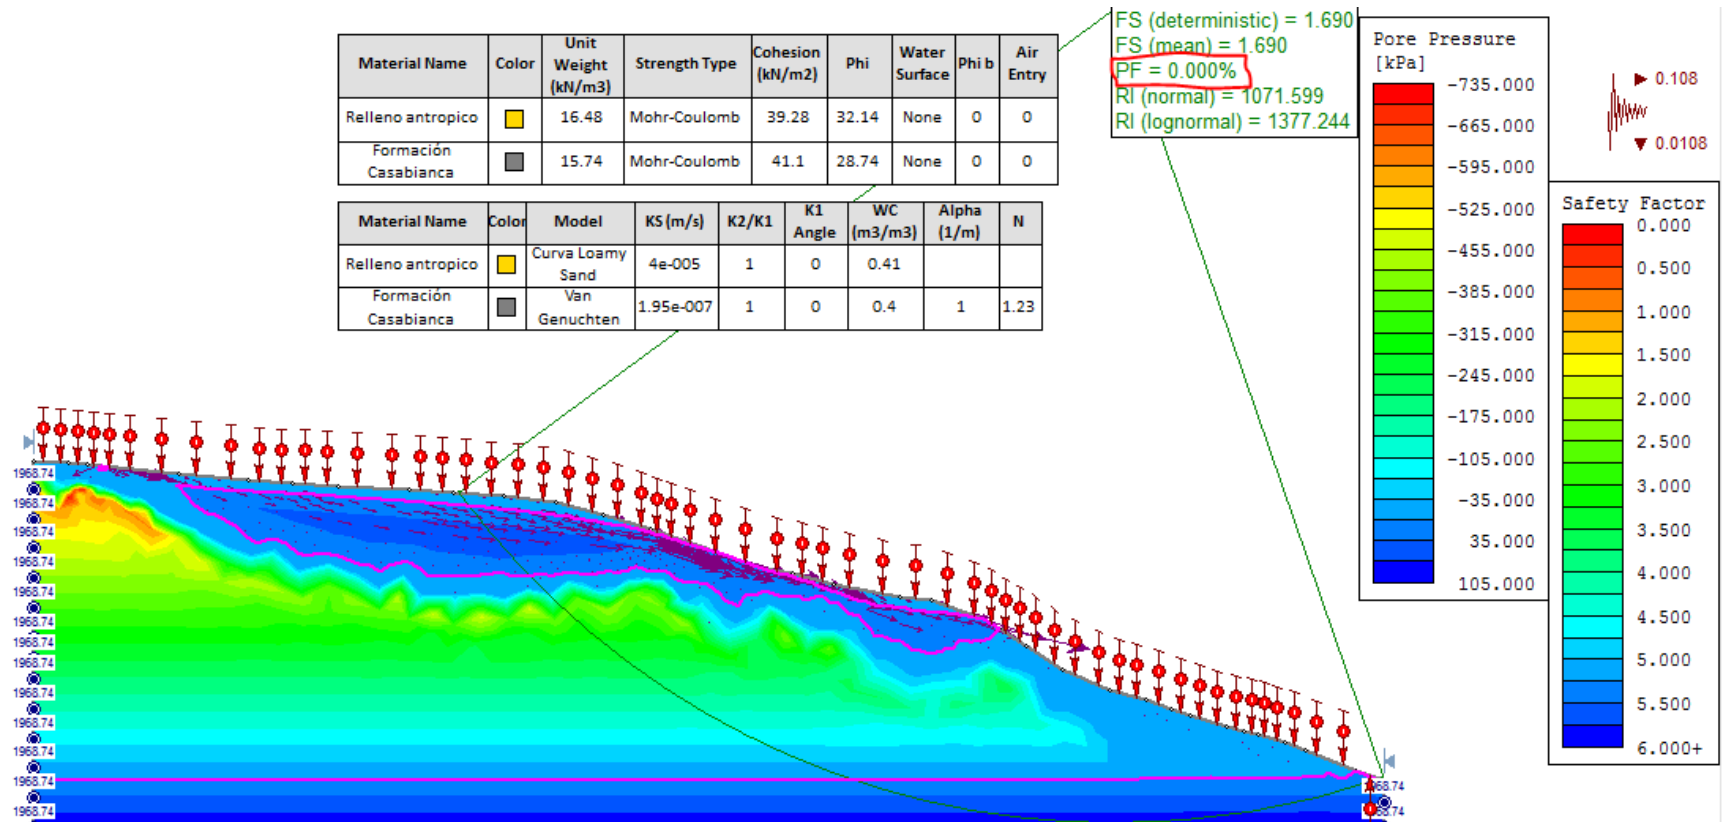 FS (deterministic) = 1.690
FS (mean) = 1.690
PF = 0.000%
RI (normal) = 1071.599
RI (lognormal) = 1377.244
Material Name Color Unit Weight (kN/m3) Strength Type Cohesion (kN/m2) Phi Water Surface Phi b Air Entry
Relleno antropico 16.48 Mohr-Coulomb 39.28 32.14 None 0 0
Formación Casabianca 15.74 Mohr-Coulomb 41.1 28.74 None 0 0
Material Name Color Model KS (m/s) K2/K1 K1 Angle WC (m3/m3) Alpha (1/m) N
Relleno antropico Curva Loamy Sand 4e-005 1 0 0.41
Formación Casabianca Van Genuchten 1.95e-007 1 0 0.4 1 1.23
Pore Pressure
[kPa]
-735.000
-665.000
-595.000
-525.000
-455.000
-385.000
-315.000
-245.000
-175.000
-105.000
-35.000
35.000
105.000
0.108
0.0108
Safety Factor
0.000
0.500
1.000
1.500
2.000
2.500
3.000
3.500
4.000
4.500
5.000
5.500
6.000+
1968.74
1968.74
1968.74
1968.74
1968.74
1968.74
1968.74
1968.74
1968.74
1968.74
1968.74
1968.74
1968.74